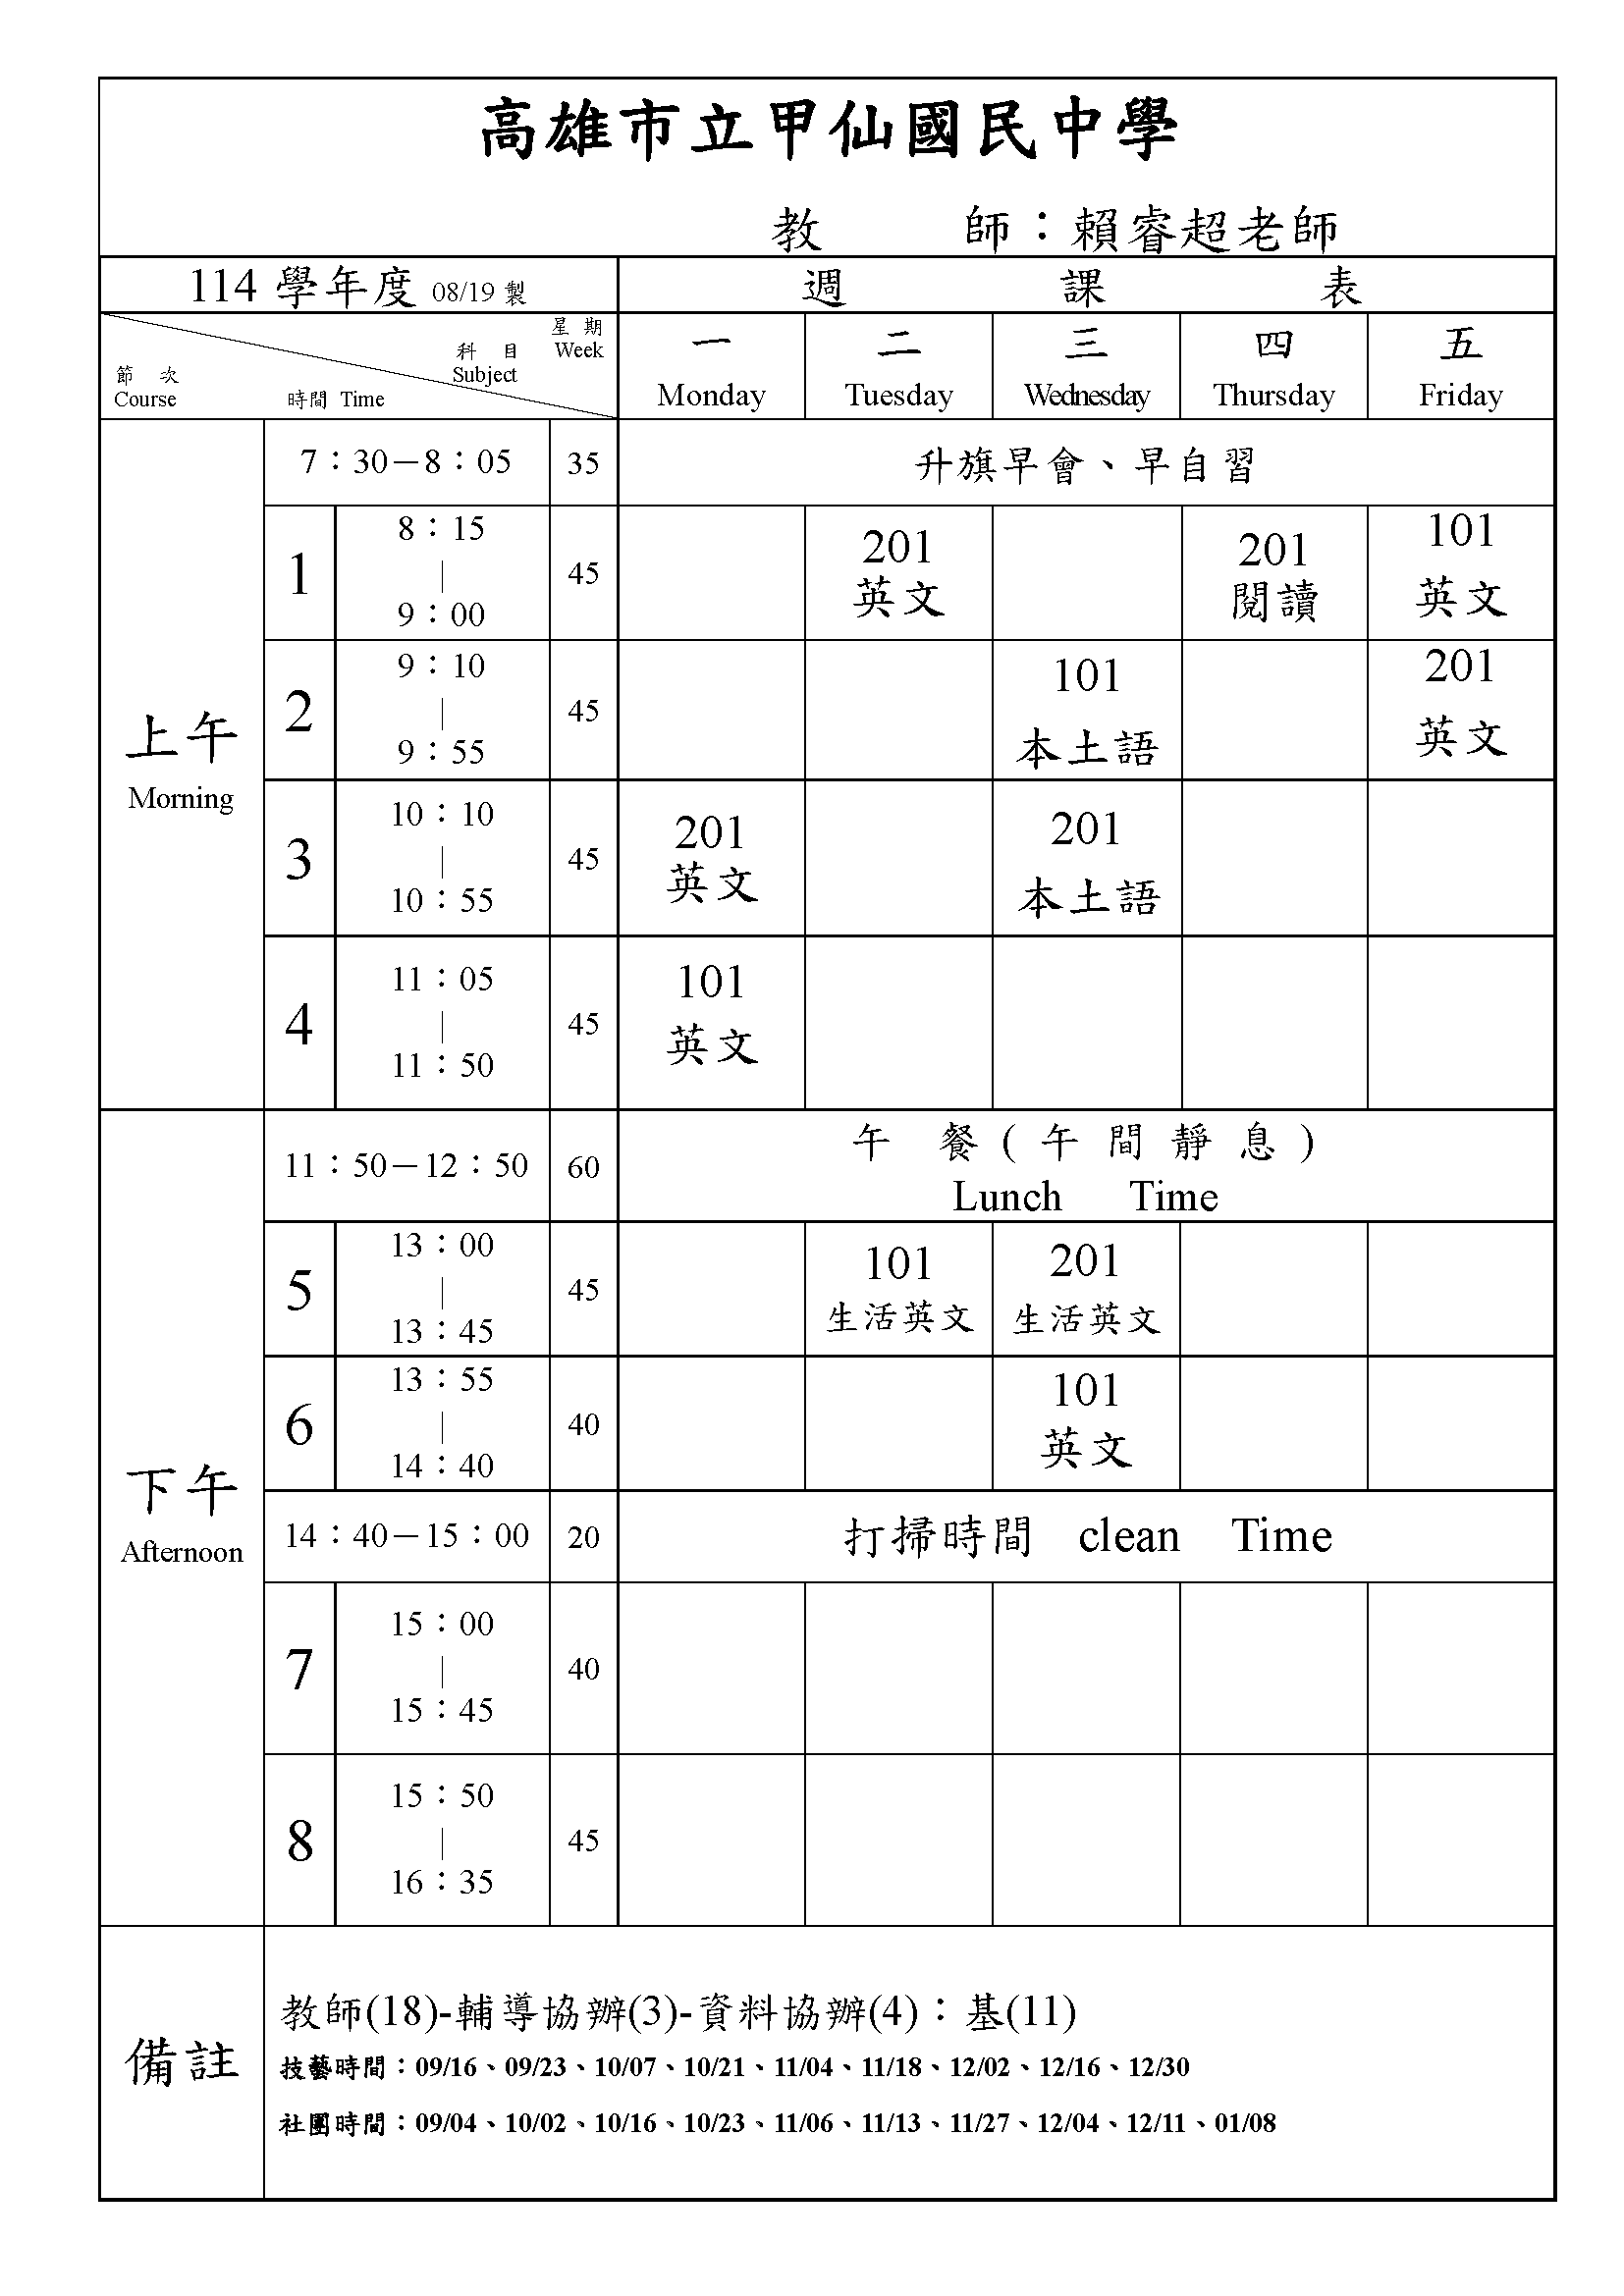 高雄市立甲仙國民中學
教 師：賴睿超老師
114 學年度 08/19 製 週 課 表
星 期
Week
科 目
Subject
節 次
Course
時間 Time
一 二 三 四 五
Monday Tuesday Wednesday Thursday Friday
上午
Morning
7：30－8：05 35 升旗早會、早自習
1
8：15
｜
9：00
45
201
英文
201
閱讀
101
英文
2
9：10
｜
9：55
45
101
本土語
201
英文
3
10：10
｜
10：55
45
201
英文
201
本土語
4
11：05
｜
11：50
45
101
英文
下午
Afternoon
11：50－12：50 60
午 餐 ( 午 間 靜 息 )
Lunch Time
5
13：00
｜
13：45
45
101
生活英文
201
生活英文
6
13：55
｜
14：40
40
101
英文
14：40－15：00 20 打掃時間 clean Time
7
15：00
｜
15：45
40
8
15：50
｜
16：35
45
備註
教師(18)-輔導協辦(3)-資料協辦(4)：基(11)
技藝時間：09/16、09/23、10/07、10/21、11/04、11/18、12/02、12/16、12/30
社團時間：09/04、10/02、10/16、10/23、11/06、11/13、11/27、12/04、12/11、01/08